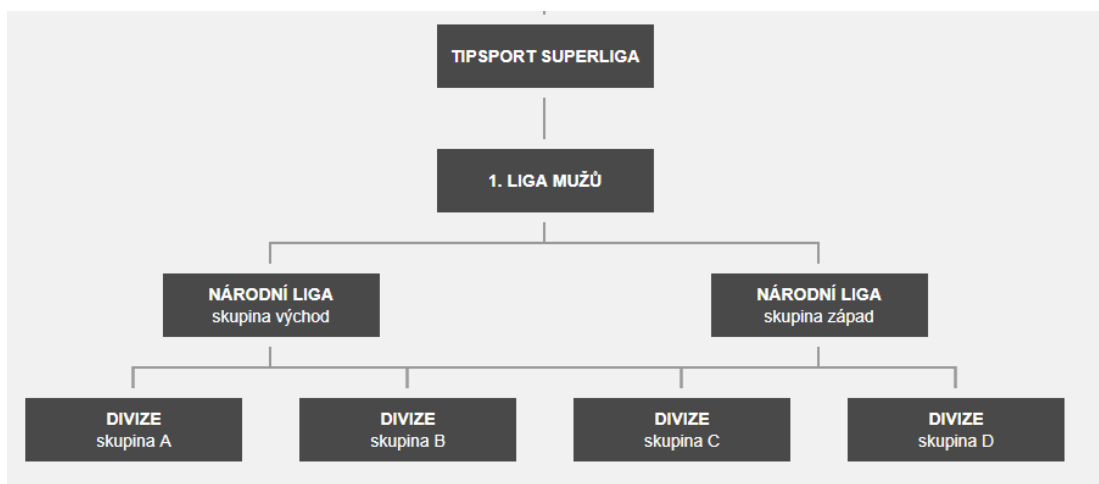 TIPSPORT SUPERLIGA
1. LIGA MUŽŮ
NÁRODNÍ LIGA
skupina východ
NÁRODNÍ LIGA
skupina západ
DIVIZE
skupina A
DIVIZE
skupina B
DIVIZE
skupina C
DIVIZE
skupina D